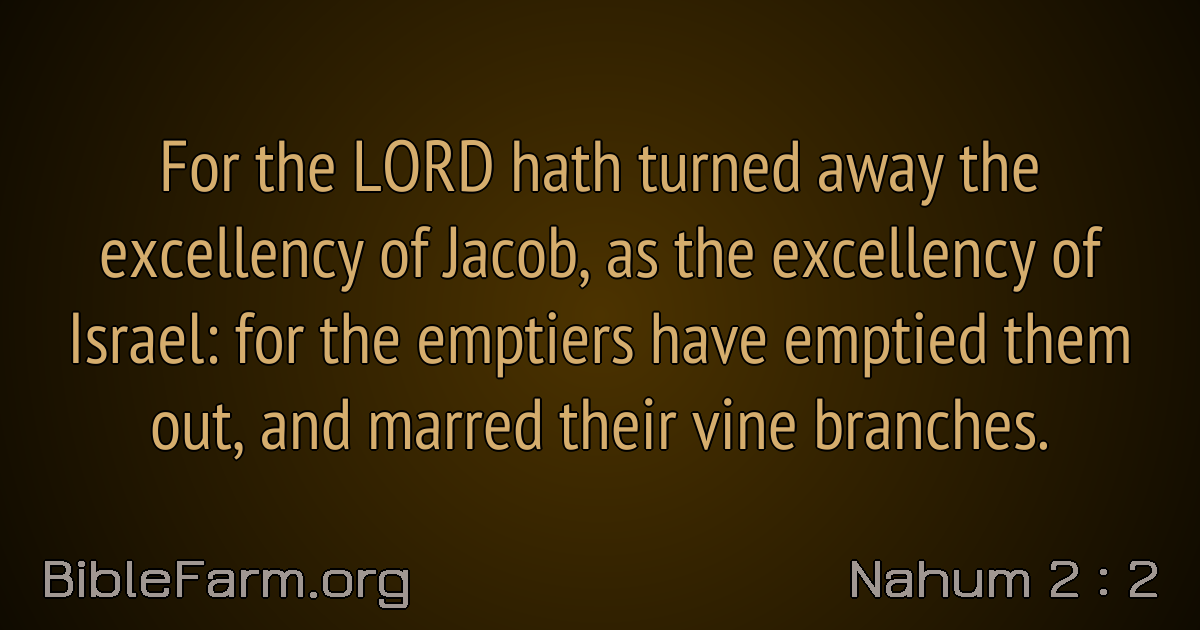 For the LORD hath turned away the
excellency of Jacob, as the excellency of
Israel: for the emptiers have emptied them
out, and marred their vine branches.
BibleFarm.org
Nahum 2 : 2